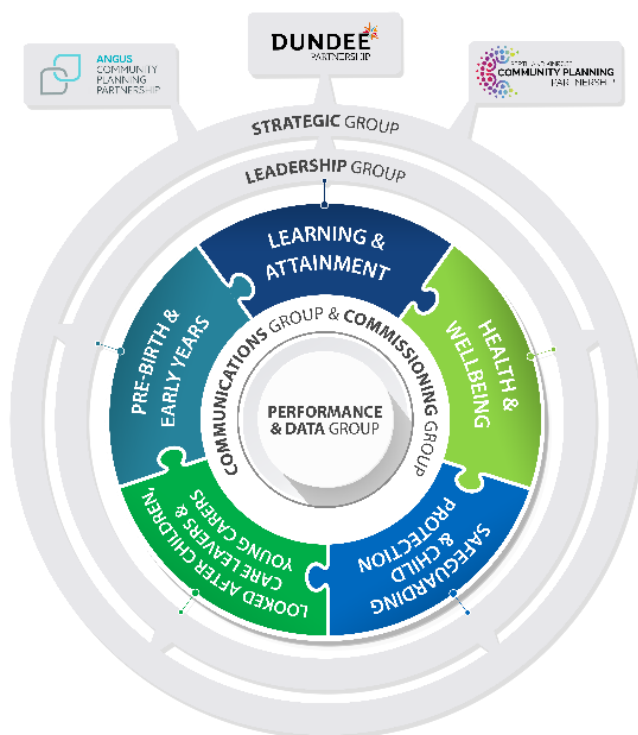 ANGUS
COMMUNITY
PLANNING
PARTNERSHIP
DUNDEE
PARTNERSHIP
COMMUNITY PLANNING
PARTNERSHIP
STRATEGIC GROUP
LEADERSHIP GROUP
LEARNING &
ATTAINMENT
HEALTH &
WELLBEING
SAFEGUARDING
& CHILD
PROTECTION
LOOKED AFTER CHILDREN,
CARE LEAVERS &
YOUNG CARERS
PRE-BIRTH &
EARLY YEARS
COMMUNICATIONS GROUP & COMMISSIONING GROUP
PERFORMANCE
& DATA GROUP